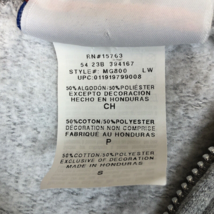 RN#15763
54 23B 394167
STYLE#: MG800 LW
UPC:011919799008
50%ALGODON/50%POLIESTER
EXCEPTO DECORACION
HECHO EN HONDURAS
CH
50%COTON/50%POLYESTER
DECORATION NON COMPRISE
FABRIQUE AU HONDURAS
P
50%COTTON/50%POLYESTER
EXCLUSIVE OF DECORATION
MADE IN HONDURAS
S